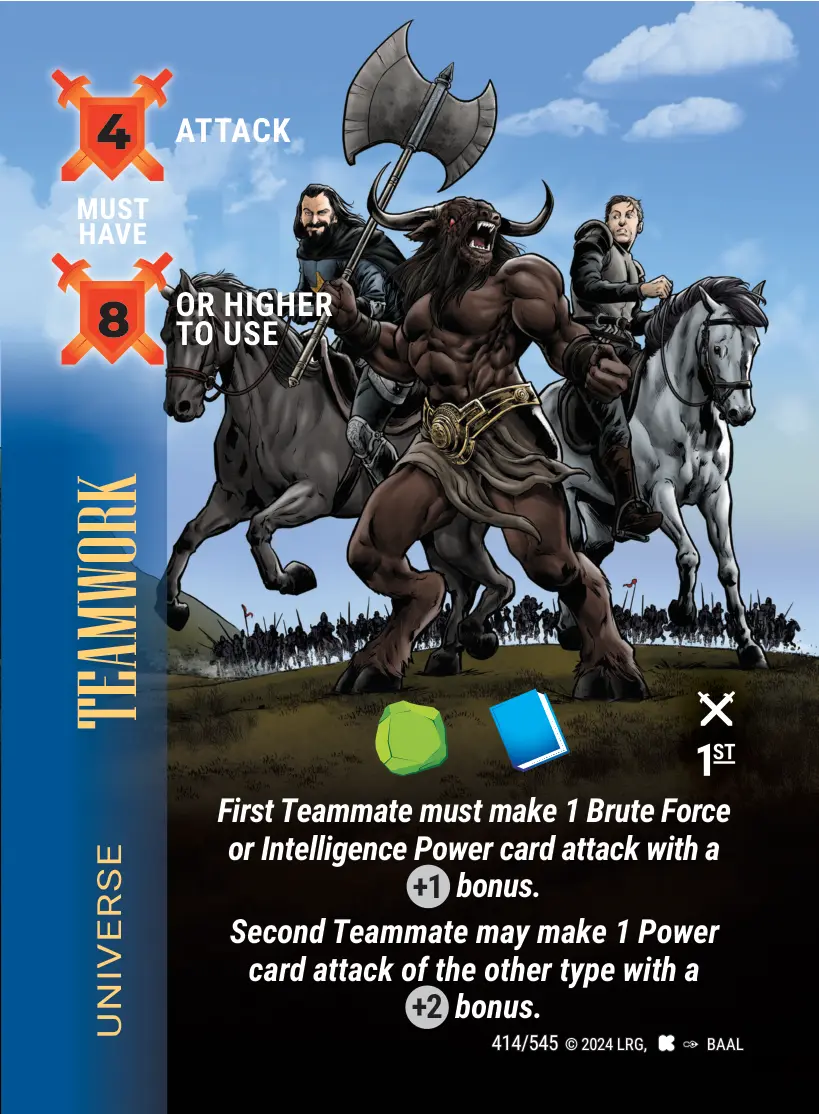 4 ATTACK
MUST
HAVE
8 OR HIGHER
TO USE
TEAMWORK
UNIVERSE
1ST
First Teammate must make 1 Brute Force
or Intelligence Power card attack with a
+1 bonus.
Second Teammate may make 1 Power
card attack of the other type with a
+2 bonus.
414/545 © 2024 LRG, BAAL